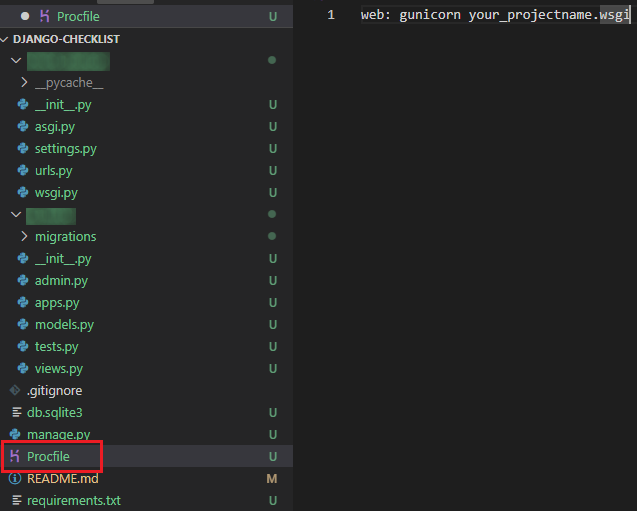 Procfile U
1 web: gunicorn your_projectname.wsgi
DJANGO-CHECKLIST
__pycache__
__init__.py U
asgi.py U
settings.py U
urls.py U
wsgi.py U
migrations
__init__.py U
admin.py U
apps.py U
models.py U
tests.py U
views.py U
.gitignore
db.sqlite3 U
manage.py U
Procfile U
README.md M
requirements.txt U